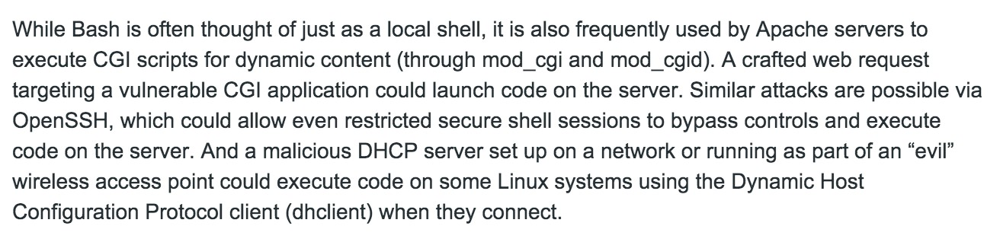 While Bash is often thought of just as a local shell, it is also frequently used by Apache servers to
execute CGI scripts for dynamic content (through mod_cgi and mod_cgid). A crafted web request
targeting a vulnerable CGI application could launch code on the server. Similar attacks are possible via
OpenSSH, which could allow even restricted secure shell sessions to bypass controls and execute
code on the server. And a malicious DHCP server set up on a network or running as part of an “evil”
wireless access point could execute code on some Linux systems using the Dynamic Host
Configuration Protocol client (dhclient) when they connect.